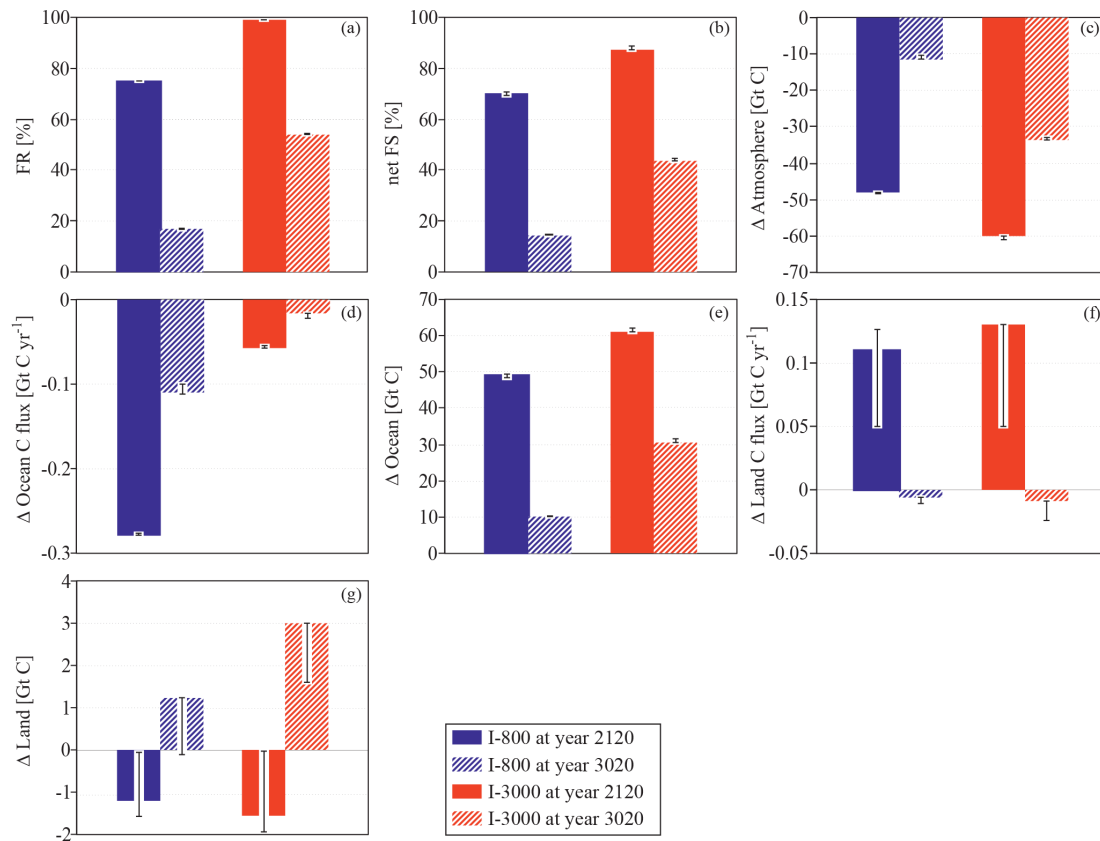 100
80
60
40
20
0
FR [%]
(a)
100
80
60
40
20
0
net FS [%]
(b)
0
-10
-20
-30
-40
-50
-60
-70
Δ Atmosphere [Gt C]
(c)
0
-0.1
-0.2
-0.3
Δ Ocean C flux [Gt C yr⁻¹]
(d)
70
60
50
40
30
20
10
0
Δ Ocean [Gt C]
(e)
0.15
0.1
0.05
0
-0.05
Δ Land C flux [Gt C yr⁻¹]
(f)
4
3
2
1
0
-1
-2
Δ Land [Gt C]
(g)
I-800 at year 2120
I-800 at year 3020
I-3000 at year 2120
I-3000 at year 3020